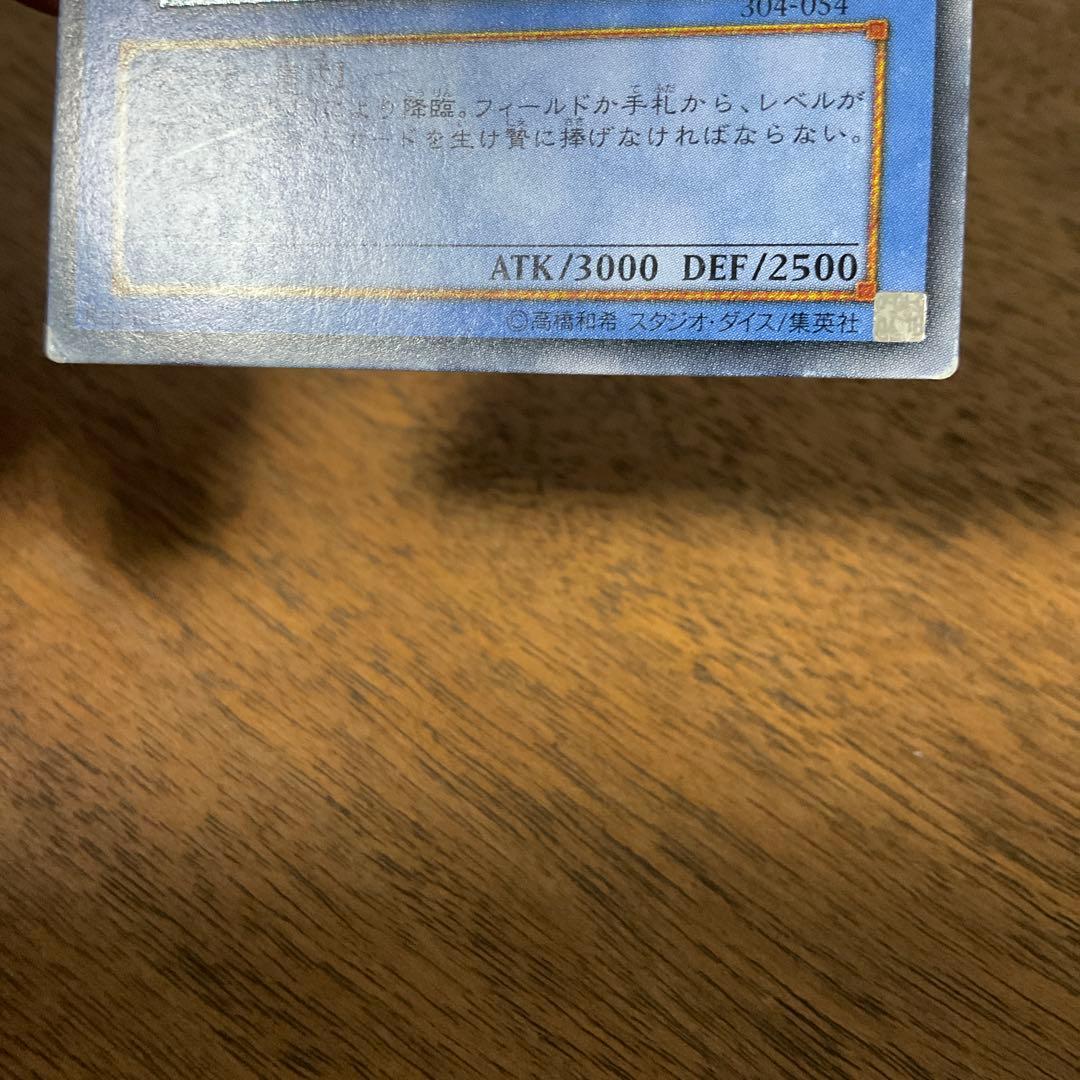 304-054
により降臨。フィールドか手札から、レベルが
カードを生け贄に捧げなければならない。
ATK/3000 DEF/2500
©高橋和希 スタジオ・ダイス/集英社